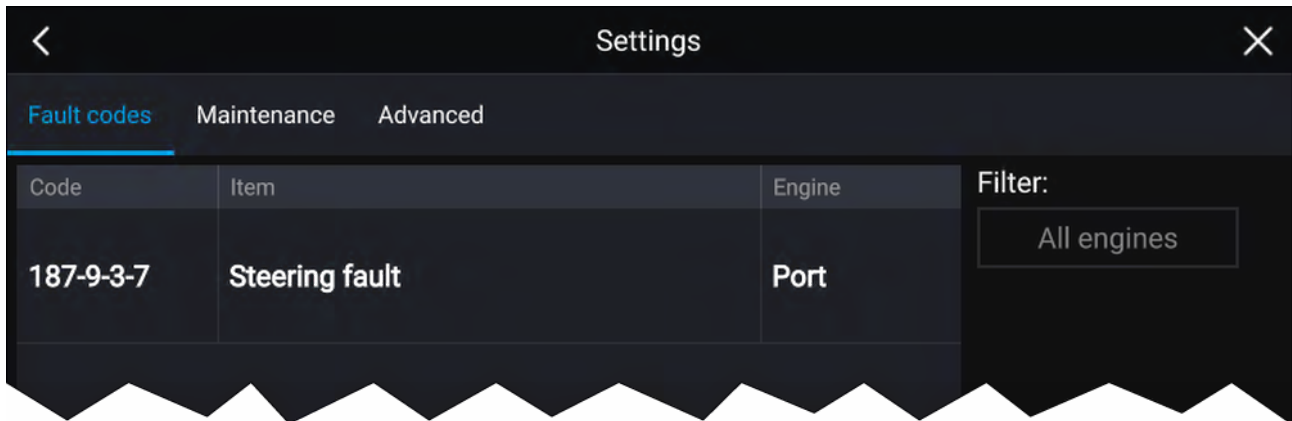 Settings
Fault codes Maintenance Advanced
Code Item Engine
Filter:
All engines
187-9-3-7 Steering fault Port